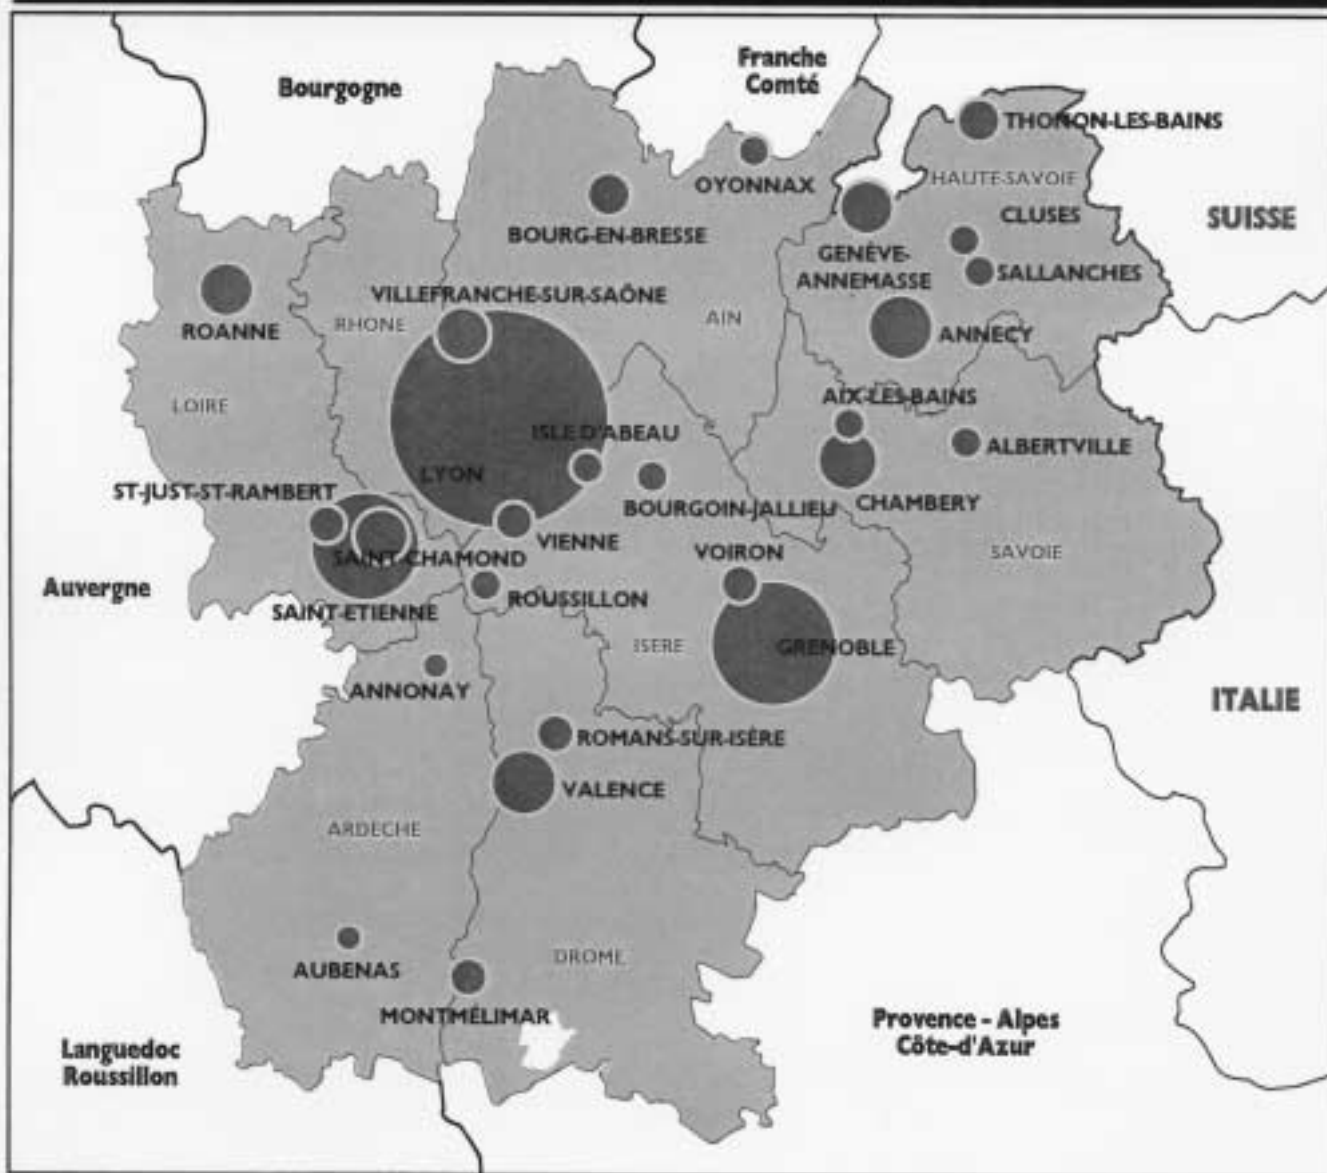 Bourgogne
Franche
Comté
THONON-LES-BAINS
OYONNAX
HAUTE-SAVOIE
BOURG-EN-BRESSE
CLUSES
SUISSE
GENÈVE-
ANNEMASSE
SALLANCHES
VILLEFRANCHE-SUR-SAÔNE
ROANNE
RHONE
AIN
ANNECY
LOIRE
AIX-LES-BAINS
ISLE D'ABEAU
ALBERTVILLE
LYON
ST-JUST-ST-RAMBERT
BOURGOIN-JALLIEU
CHAMBERY
VIENNE
VOIRON
SAVOIE
SAINT-CHAMOND
Auvergne
ROUSSILLON
SAINT-ETIENNE
ISERE
GRENOBLE
ANNONAY
ITALIE
ROMANS-SUR-ISÈRE
VALENCE
ARDECHE
DROME
AUBENAS
MONTMÉLIMAR
Provence - Alpes
Côte-d'Azur
Languedoc
Roussillon